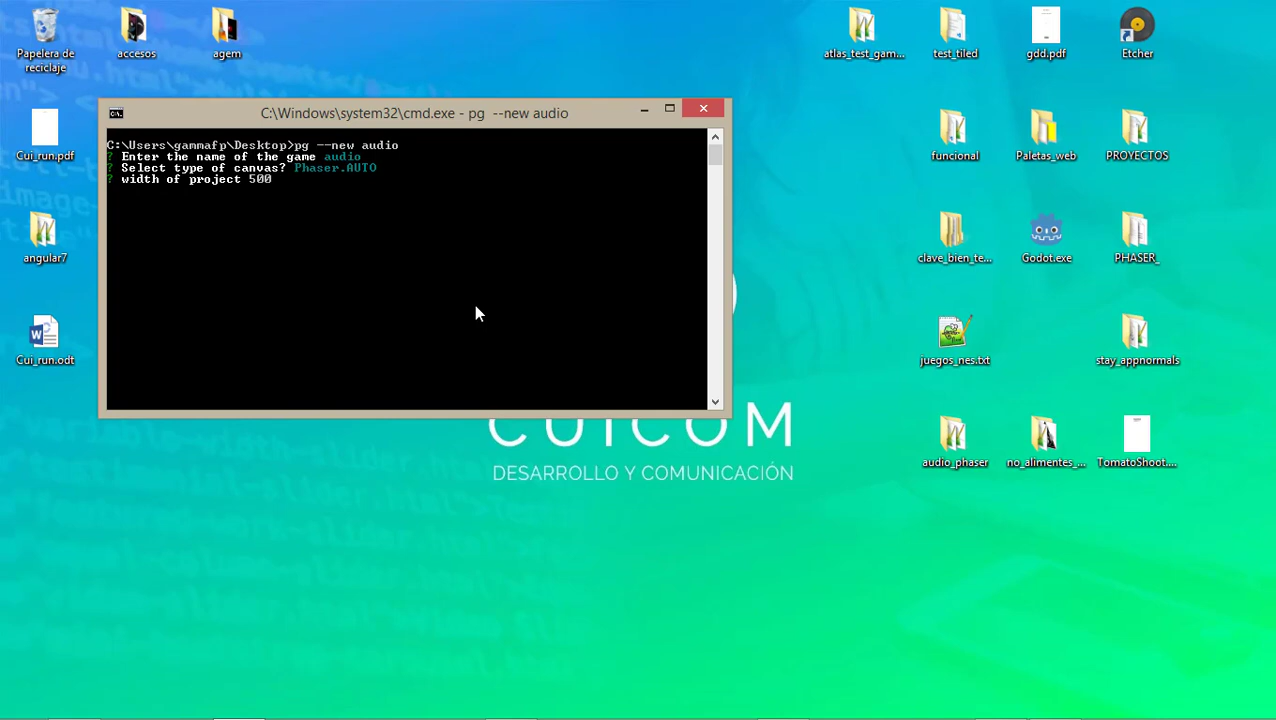 Papelera de
reciclaje
accesos
agem
atlas_test_gam...
test_tiled
gdd.pdf
Etcher
C:\Windows\system32\cmd.exe - pg --new audio
C:\Users\gammafp\Desktop>pg --new audio
? Enter the name of the game audio
? Select type of canvas? Phaser.AUTO
? width of project 500
Cui_run.pdf
funcional
Paletas_web
PROYECTOS
angular7
clave_bien_te...
Godot.exe
PHASER_
Cui_run.odt
juegos_nes.txt
stay_appnormals
CUICOM
DESARROLLO Y COMUNICACIÓN
audio_phaser
no_alimentes_...
TomatoShoot....